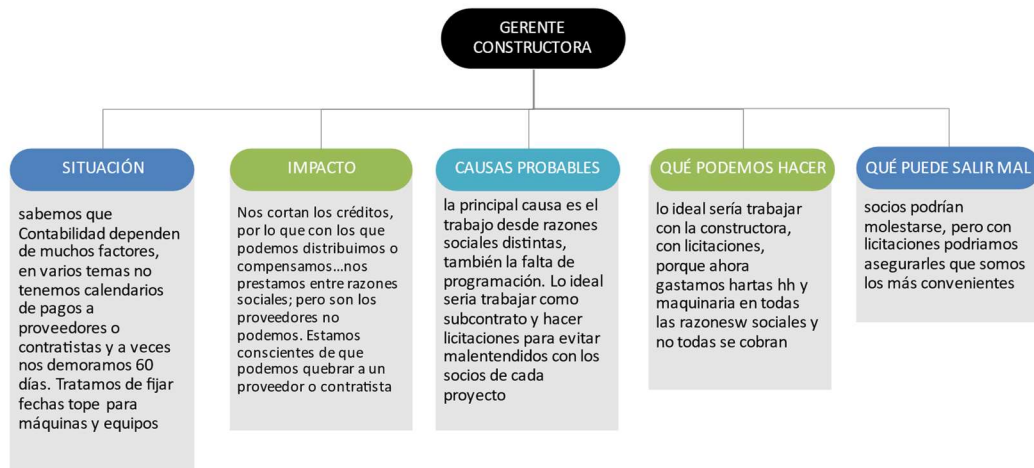 GERENTE
CONSTRUCTORA
SITUACIÓN
sabemos que
Contabilidad dependen
de muchos factores,
en varios temas no
tenemos calendarios
de pagos a
proveedores o
contratistas y a veces
nos demoramos 60
días. Tratamos de fijar
fechas tope para
máquinas y equipos
IMPACTO
Nos cortan los créditos,
por lo que con los que
podemos distribuimos o
compensamos...nos
prestamos entre razones
sociales; pero son los
proveedores no
podemos. Estamos
conscientes de que
podemos quebrar a un
proveedor o contratista
CAUSAS PROBABLES
la principal causa es el
trabajo desde razones
sociales distintas,
también la falta de
programación. Lo ideal
seria trabajar como
subcontrato y hacer
licitaciones para evitar
malentendidos con los
socios de cada
proyecto
QUÉ PODEMOS HACER
lo ideal sería trabajar
con la constructora,
con licitaciones,
porque ahora
gastamos hartas hh y
maquinaria en todas
las razonesw sociales y
no todas se cobran
QUÉ PUEDE SALIR MAL
socios podrían
molestarse, pero con
licitaciones podriamos
asegurarles que somos
los más convenientes